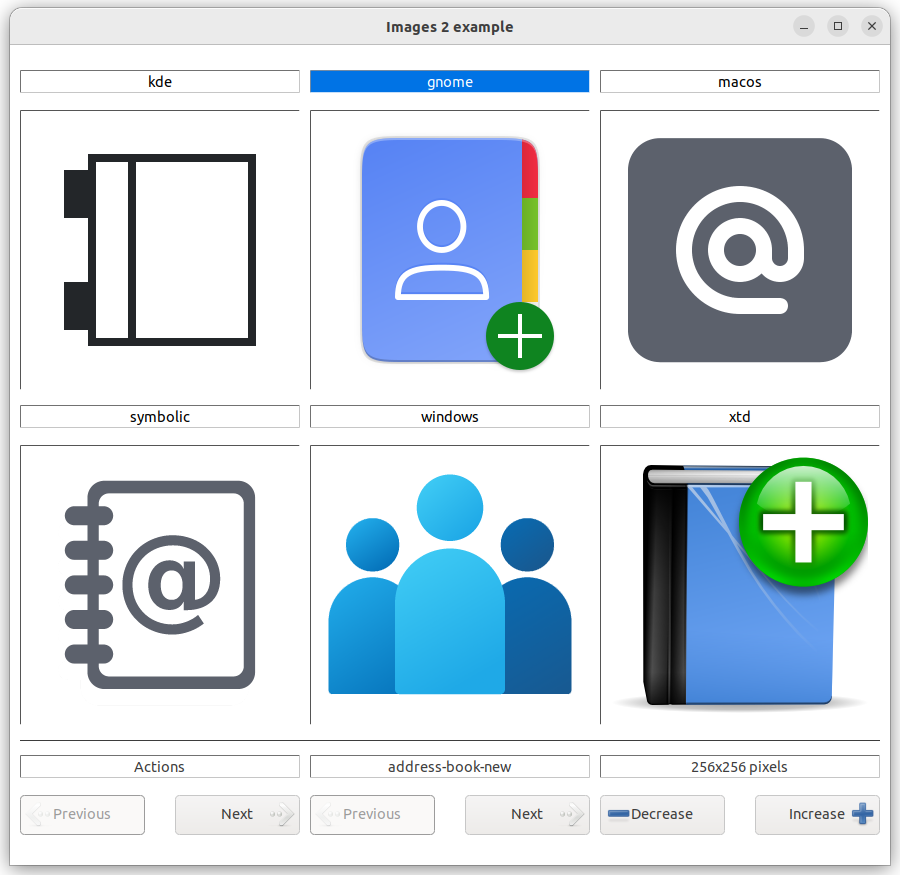 Images 2 example
kde
gnome
macos
symbolic
@
windows
xtd
Actions
address-book-new
256x256 pixels
Previous
Next
Previous
Next
Decrease
Increase